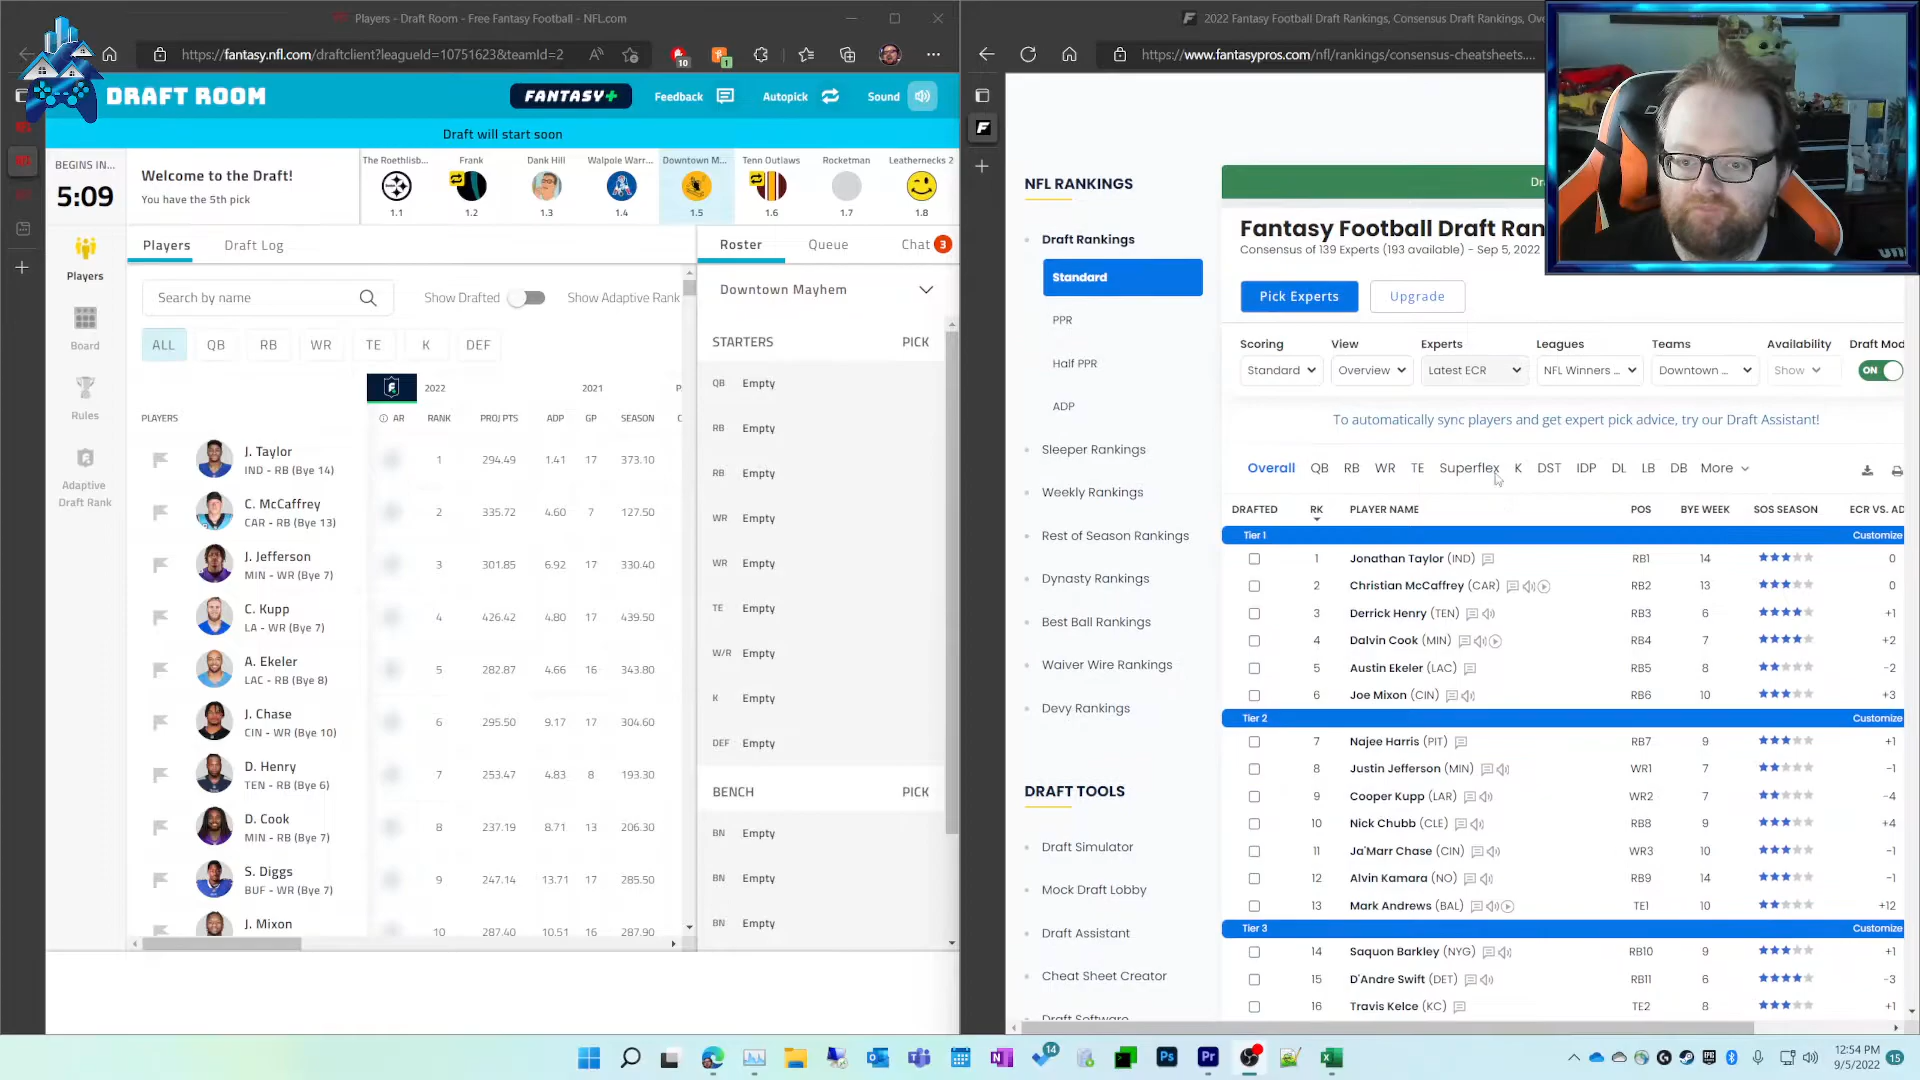 Players - Draft Room - Free Fantasy Football - NFL.com
https://fantasy.nfl.com/draftclient?leagueId=10751623&teamId=2
10
1
DRAFT ROOM
FANTASY+
Feedback
Autopick
Sound
Draft will start soon
BEGINS IN...
5:09
Welcome to the Draft!
You have the 5th pick
The Roethlisb...
1.1
Frank
1.2
Dank Hill
1.3
Walpole Warr...
1.4
Downtown M...
1.5
Tenn Outlaws
1.6
Rocketman
1.7
Leathernecks 2
1.8
Players
Board
Rules
Adaptive
Draft Rank
Players
Draft Log
Search by name
Show Drafted
Show Adaptive Rank
ALL
QB
RB
WR
TE
K
DEF
2022
2021
PLAYERS
AR
RANK
PROJ PTS
ADP
GP
SEASON
J. Taylor
IND - RB (Bye 14)
1 294.49 1.41 17 373.10
C. McCaffrey
CAR - RB (Bye 13)
2 335.72 4.60 7 127.50
J. Jefferson
MIN - WR (Bye 7)
3 301.85 6.92 17 330.40
C. Kupp
LA - WR (Bye 7)
4 426.42 4.80 17 439.50
A. Ekeler
LAC - RB (Bye 8)
5 282.87 4.66 16 343.80
J. Chase
CIN - WR (Bye 10)
6 295.50 9.17 17 304.60
D. Henry
TEN - RB (Bye 6)
7 253.47 4.83 8 193.30
D. Cook
MIN - RB (Bye 7)
8 237.19 8.71 13 206.30
S. Diggs
BUF - WR (Bye 7)
9 247.14 13.71 17 285.50
J. Mixon
10 287.40 10.51 16 287.90
Roster
Queue
Chat 3
Downtown Mayhem
STARTERS PICK
QB Empty
RB Empty
RB Empty
WR Empty
WR Empty
TE Empty
W/R Empty
K Empty
DEF Empty
BENCH PICK
BN Empty
BN Empty
BN Empty
2022 Fantasy Football Draft Rankings, Consensus Draft Rankings, Ove
https://www.fantasypros.com/nfl/rankings/consensus-cheatsheets....
NFL RANKINGS
Draft Rankings
Standard
PPR
Half PPR
ADP
Sleeper Rankings
Weekly Rankings
Rest of Season Rankings
Dynasty Rankings
Best Ball Rankings
Waiver Wire Rankings
Devy Rankings
DRAFT TOOLS
Draft Simulator
Mock Draft Lobby
Draft Assistant
Cheat Sheet Creator
Draft Software
Dr
Fantasy Football Draft Ran
Consensus of 139 Experts (193 available) - Sep 5, 2022
Pick Experts
Upgrade
Scoring View Experts Leagues Teams Availability Draft Mod
Standard Overview Latest ECR NFL Winners ... Downtown ... Show ON
To automatically sync players and get expert pick advice, try our Draft Assistant!
Overall QB RB WR TE Superflex K DST IDP DL LB DB More
DRAFTED RK PLAYER NAME POS BYE WEEK SOS SEASON ECR VS. AD
Tier 1 Customize
1 Jonathan Taylor (IND) RB1 14 0
2 Christian McCaffrey (CAR) RB2 13 0
3 Derrick Henry (TEN) RB3 6 +1
4 Dalvin Cook (MIN) RB4 7 +2
5 Austin Ekeler (LAC) RB5 8 -2
6 Joe Mixon (CIN) RB6 10 +3
Tier 2 Customize
7 Najee Harris (PIT) RB7 9 +1
8 Justin Jefferson (MIN) WR1 7 -1
9 Cooper Kupp (LAR) WR2 7 -4
10 Nick Chubb (CLE) RB8 9 +4
11 Ja'Marr Chase (CIN) WR3 10 -1
12 Alvin Kamara (NO) RB9 14 -1
13 Mark Andrews (BAL) TE1 10 +12
Tier 3 Customize
14 Saquon Barkley (NYG) RB10 9 +1
15 D'Andre Swift (DET) RB11 6 -3
16 Travis Kelce (KC) TE2 8 +1
14
12:54 PM
9/5/2022
15